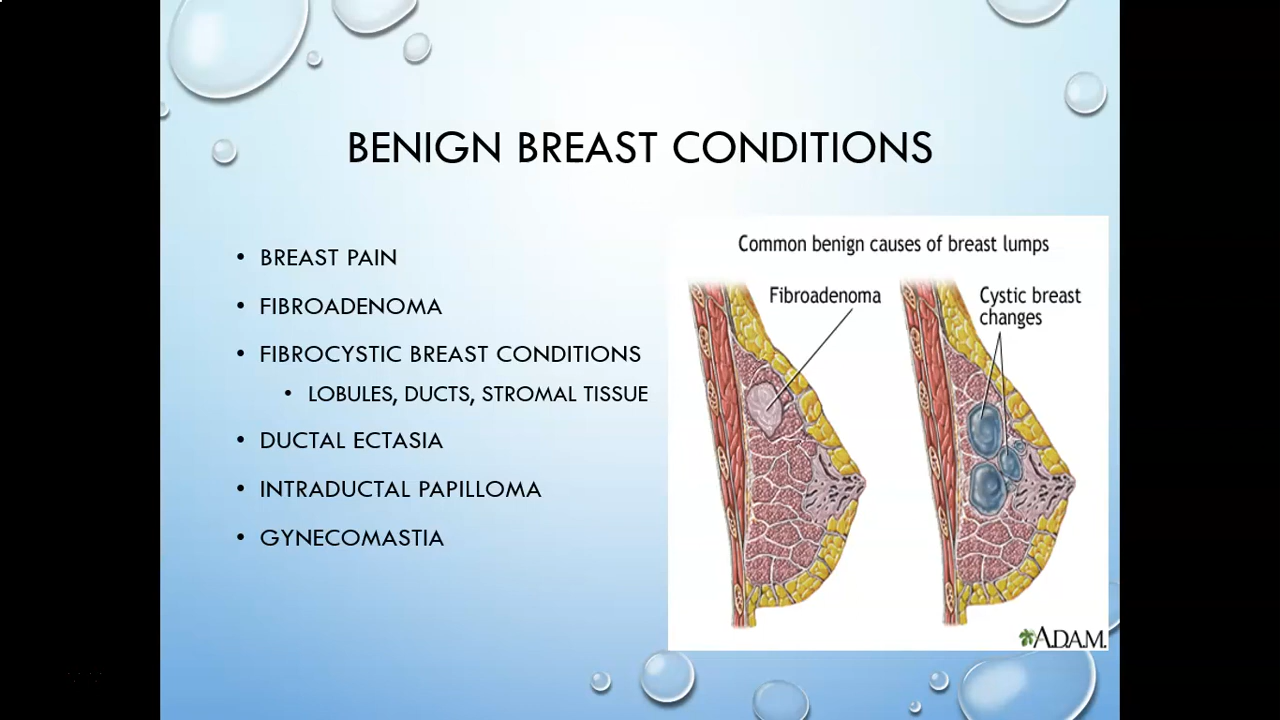 BENIGN BREAST CONDITIONS
• BREAST PAIN
• FIBROADENOMA
• FIBROCYSTIC BREAST CONDITIONS
• LOBULES, DUCTS, STROMAL TISSUE
• DUCTAL ECTASIA
• INTRADUCTAL PAPILLOMA
• GYNECOMASTIA
Common benign causes of breast lumps
Fibroadenoma
Cystic breast
changes
A.D.A.M.